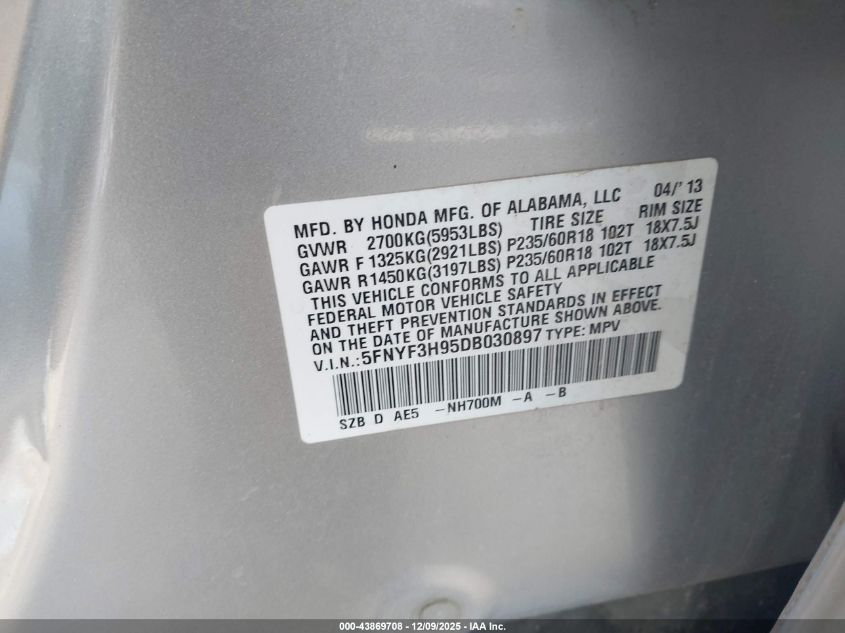 MFD. BY HONDA MFG. OF ALABAMA, LLC 04/'13
GVWR 2700KG(5953LBS) TIRE SIZE RIM SIZE
GAWR F 1325KG(2921LBS) P235/60R18 102T 18X7.5J
GAWR R1450KG(3197LBS) P235/60R18 102T 18X7.5J
THIS VEHICLE CONFORMS TO ALL APPLICABLE
FEDERAL MOTOR VEHICLE SAFETY
AND THEFT PREVENTION STANDARDS IN EFFECT
ON THE DATE OF MANUFACTURE SHOWN ABOVE.
V.I.N.:5FNYF3H95DB030897 TYPE: MPV
SZB D AE5 -NH700M -A -B
000-43869708 - 12/09/2025 - IAA Inc.